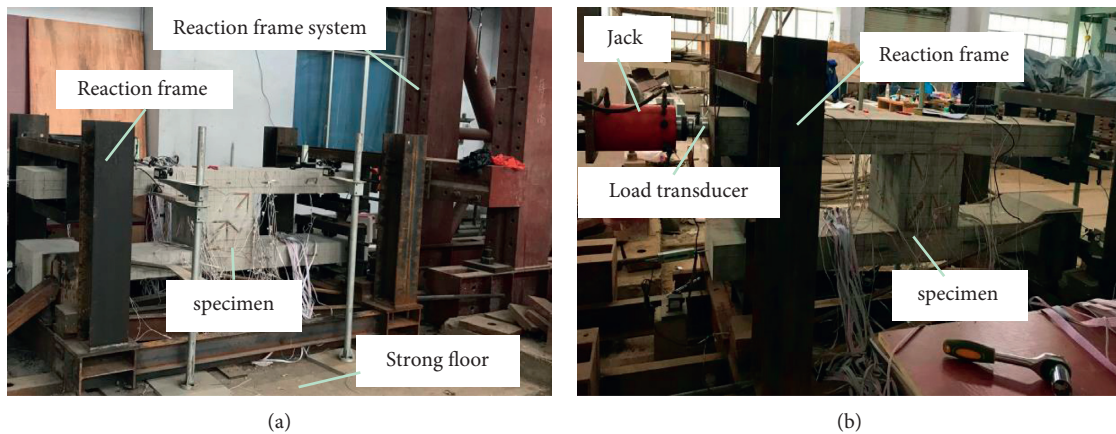 Reaction frame system
Reaction frame
specimen
Strong floor
(a)
Jack
Reaction frame
Load transducer
specimen
(b)